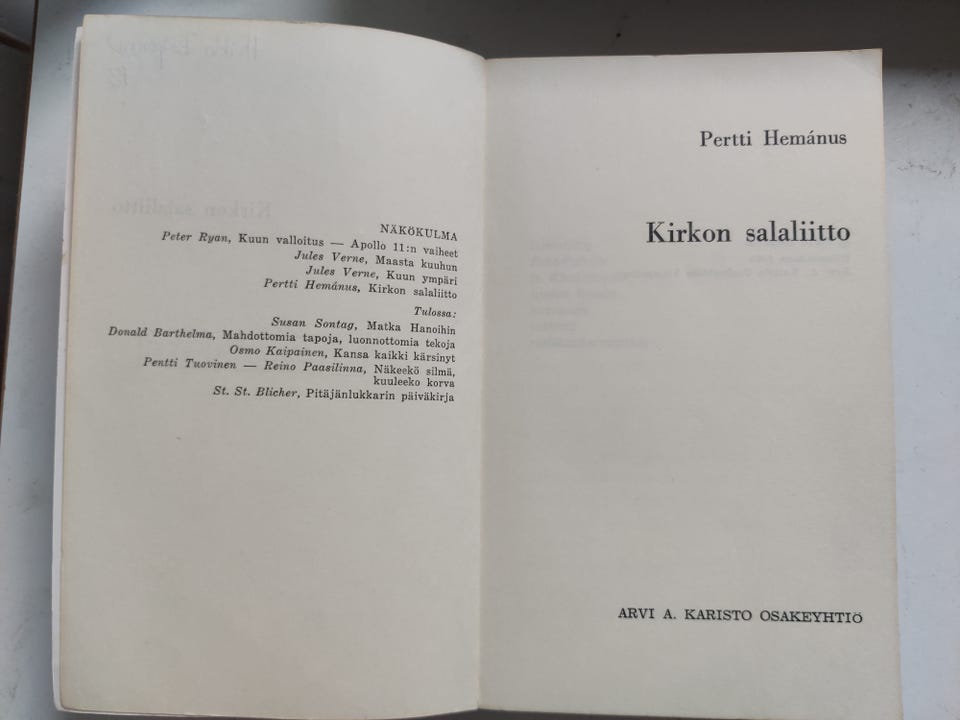 NÄKÖKULMA
Peter Ryan, Kuun valloitus — Apollo 11:n vaiheet
Jules Verne, Maasta kuuhun
Jules Verne, Kuun ympäri
Pertti Hemánus, Kirkon salaliitto
Tulossa:
Susan Sontag, Matka Hanoihin
Donald Barthelma, Mahdottomia tapoja, luonnottomia tekoja
Osmo Kaipainen, Kansa kaikki kärsinyt
Pentti Tuovinen — Reino Paasilinna, Näkeekö silmä,
kuuleeko korva
St. St. Blicher, Pitäjänlukkarin päiväkirja
Pertti Hemánus
Kirkon salaliitto
ARVI A. KARISTO OSAKEYHTIÖ